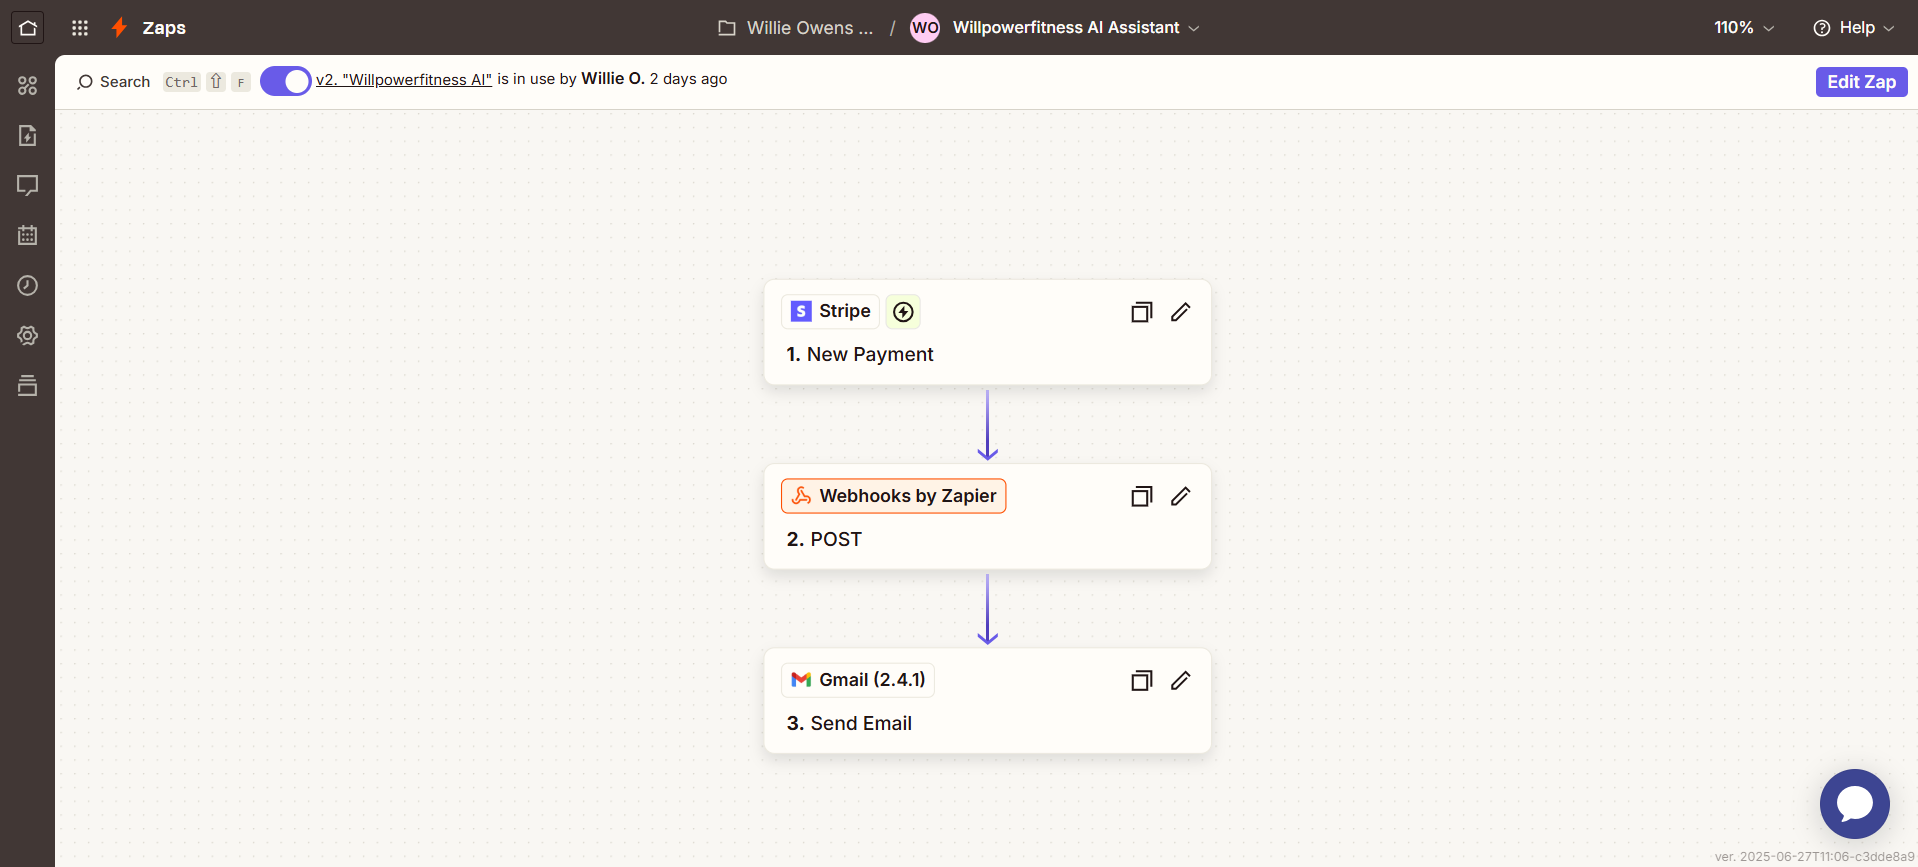 Zaps
Willie Owens ... / WO Willpowerfitness AI Assistant
110%
Help
Search Ctrl ⇧ F
v2. "Willpowerfitness AI" is in use by Willie O. 2 days ago
Edit Zap
S Stripe
1. New Payment
Webhooks by Zapier
2. POST
Gmail (2.4.1)
3. Send Email
ver. 2025-06-27T11:06-c3dde8a9